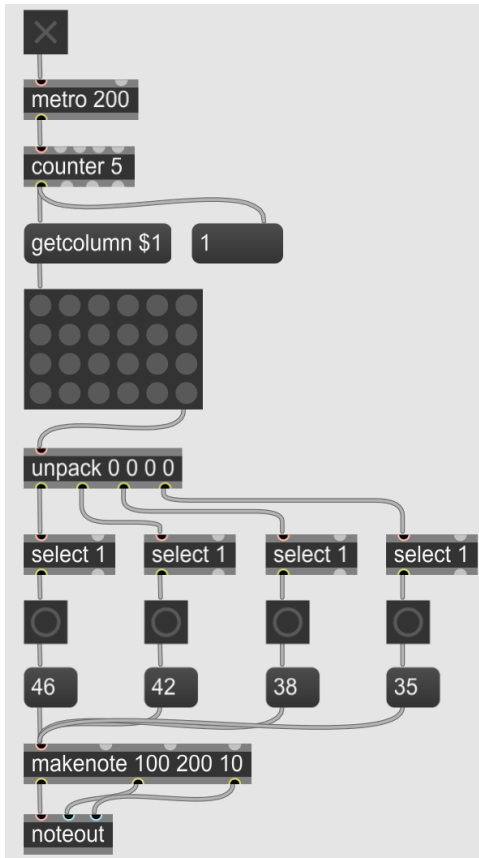 metro 200
counter 5
getcolumn $1
1
unpack 0 0 0 0
select 1
select 1
select 1
select 1
46
42
38
35
makenote 100 200 10
noteout